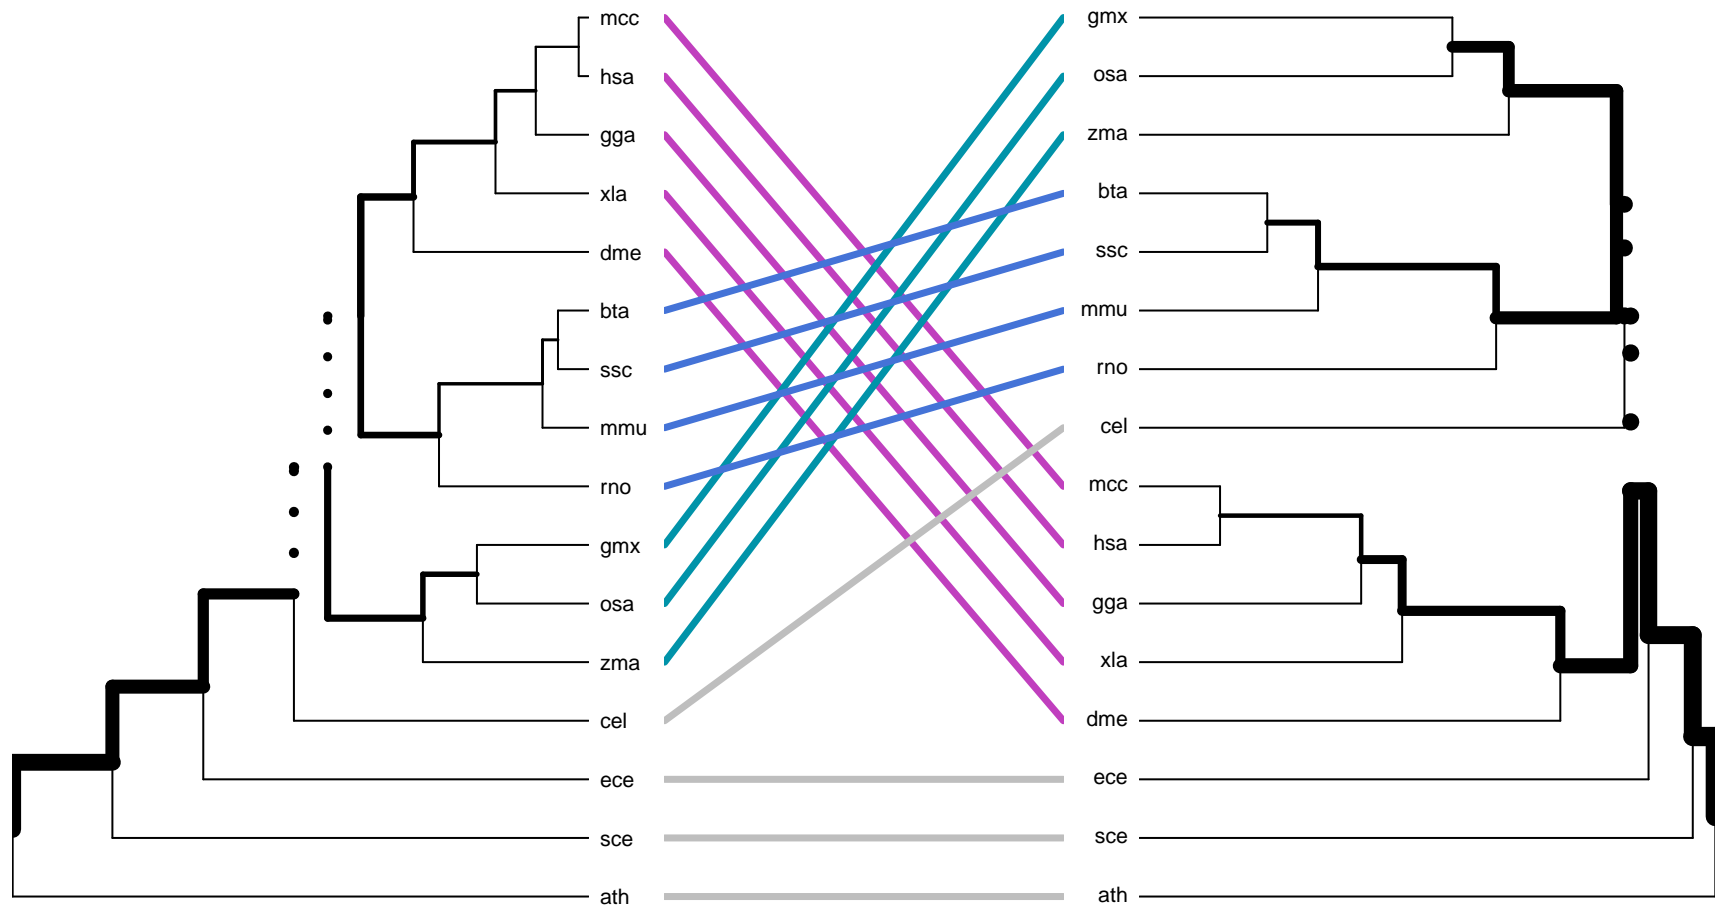 mcc
hsa
gga
xla
dme
bta
ssc
mmu
rno
gmx
osa
zma
cel
ece
sce
ath
gmx
osa
zma
bta
ssc
mmu
rno
cel
mcc
hsa
gga
xla
dme
ece
sce
ath